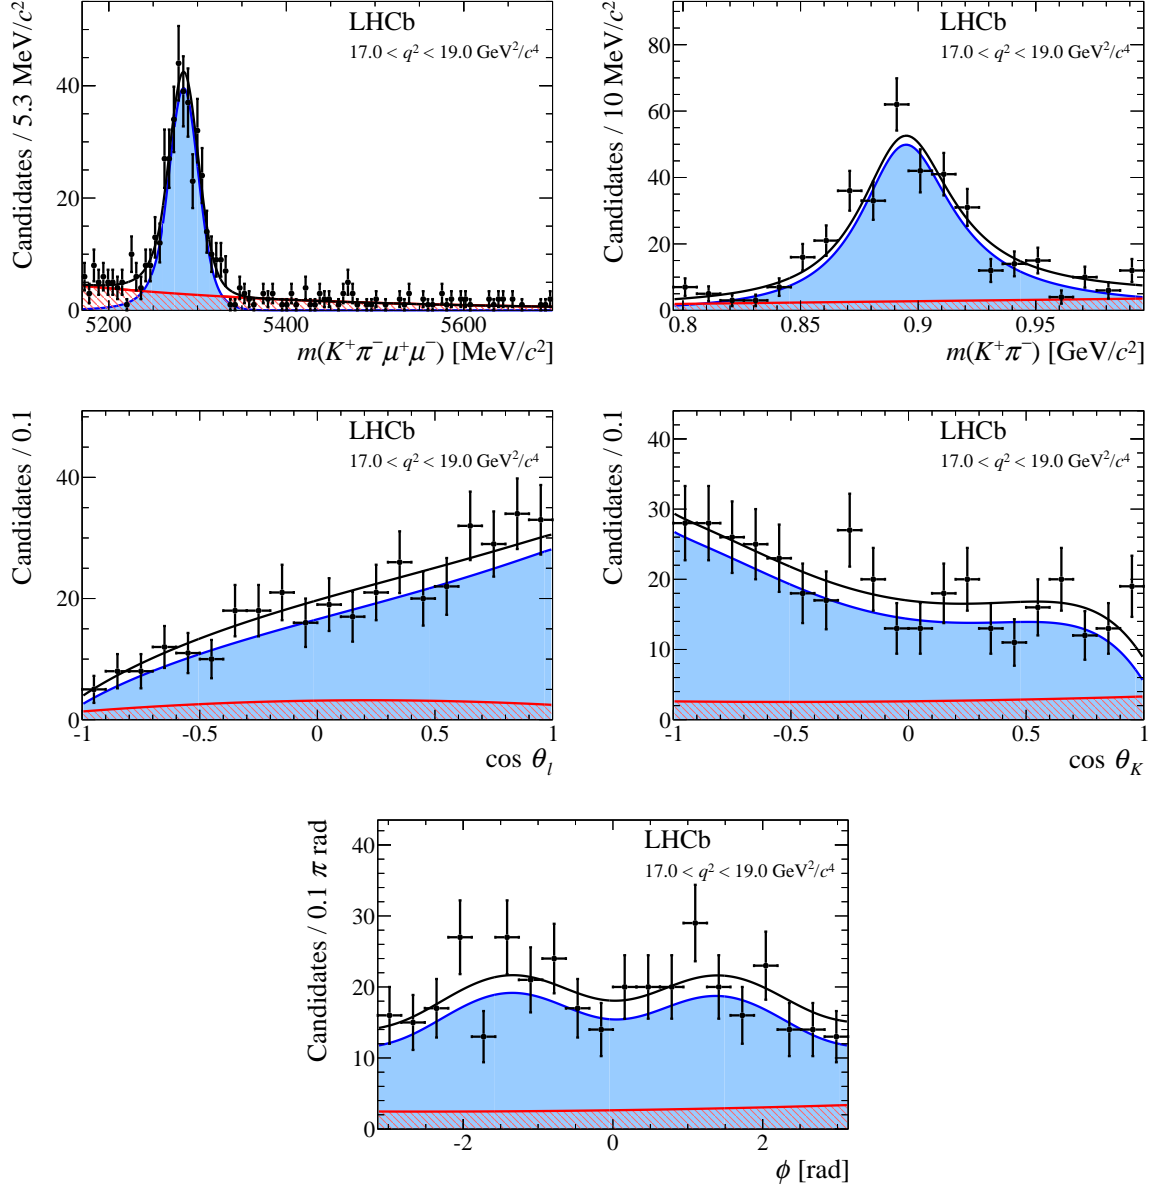 Candidates / 5.3 MeV/c²
LHCb
17.0 < q² < 19.0 GeV²/c⁴
40
20
0
5200
5400
5600
m(K⁺π⁻μ⁺μ⁻) [MeV/c²]
Candidates / 10 MeV/c²
LHCb
17.0 < q² < 19.0 GeV²/c⁴
80
60
40
20
0
0.8
0.85
0.9
0.95
m(K⁺π⁻) [GeV/c²]
Candidates / 0.1
LHCb
17.0 < q² < 19.0 GeV²/c⁴
40
20
0
-1
-0.5
0
0.5
1
cos θ_l
Candidates / 0.1
LHCb
17.0 < q² < 19.0 GeV²/c⁴
40
30
20
10
0
-1
-0.5
0
0.5
1
cos θ_K
Candidates / 0.1 π rad
LHCb
17.0 < q² < 19.0 GeV²/c⁴
40
30
20
10
0
-2
0
2
ϕ [rad]